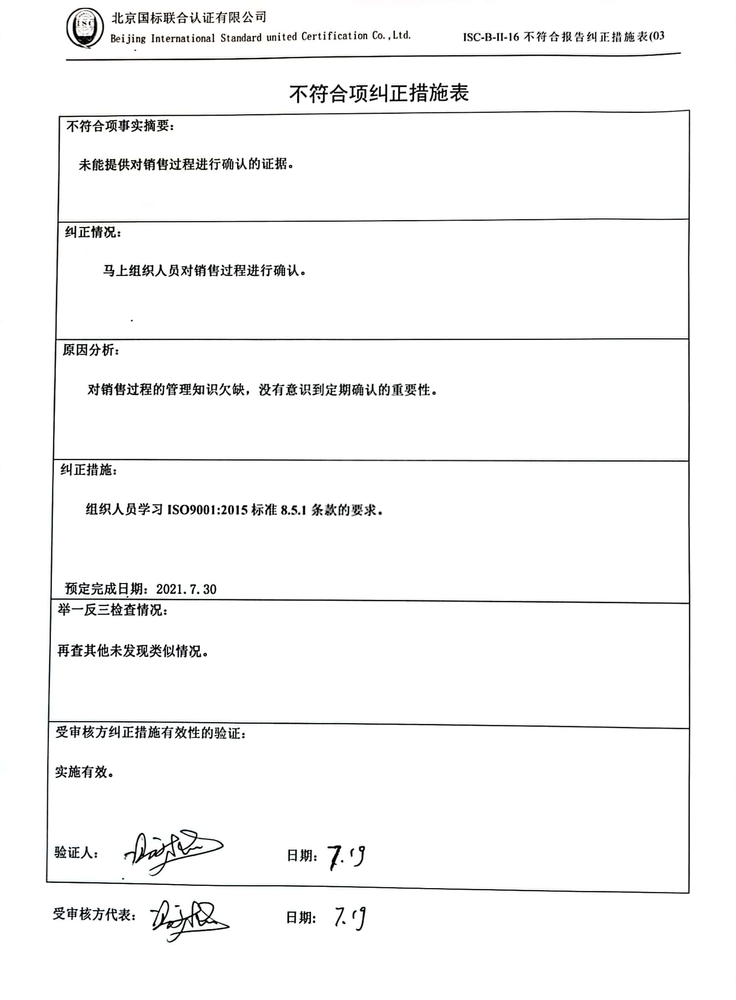 ISC
北京国标联合认证有限公司
Beijing International Standard united Certification Co.,Ltd.
ISC-B-II-16 不符合报告纠正措施表(03
不符合项纠正措施表
不符合项事实摘要：
未能提供对销售过程进行确认的证据。
纠正情况：
马上组织人员对销售过程进行确认。
原因分析：
对销售过程的管理知识欠缺，没有意识到定期确认的重要性。
纠正措施：
组织人员学习 ISO9001:2015 标准 8.5.1 条款的要求。
预定完成日期：2021.7.30
举一反三检查情况：
再查其他未发现类似情况。
受审核方纠正措施有效性的验证：
实施有效。
验证人： 日期：7.19
受审核方代表： 日期：7.19